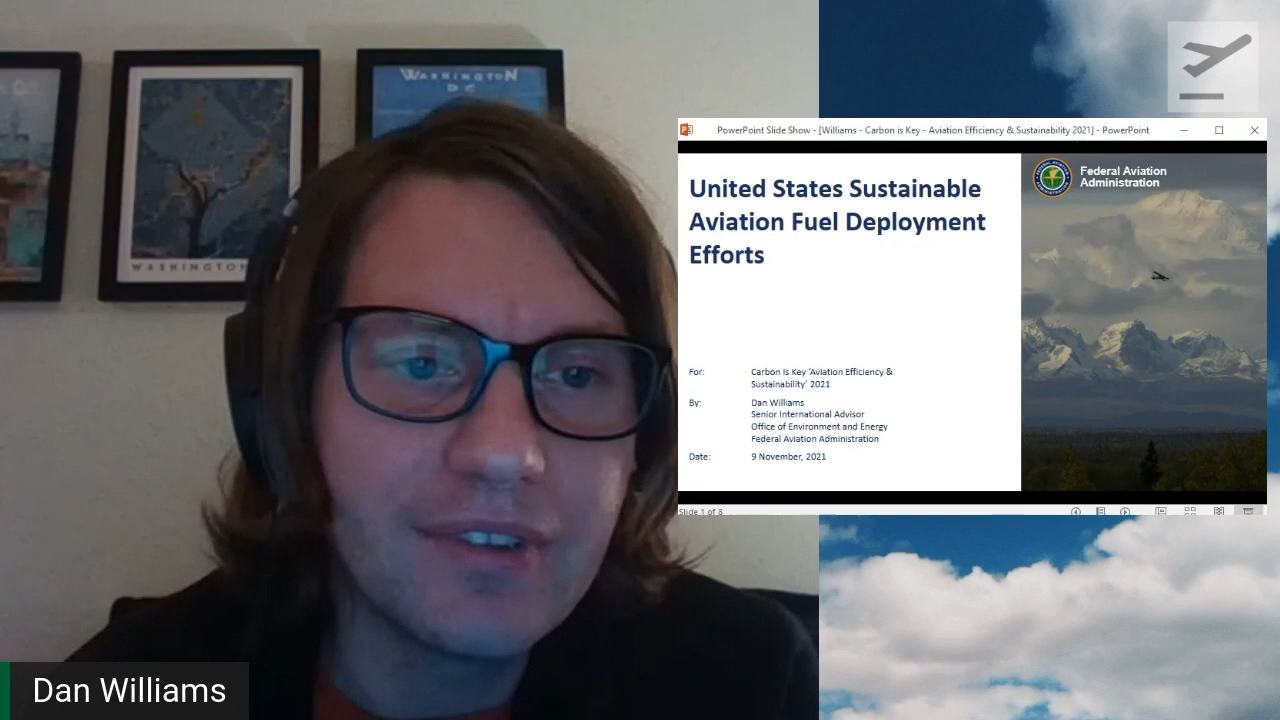 WASHINGTON
D C
WASHINGTON
PowerPoint Slide Show - [Williams - Carbon is Key - Aviation Efficiency & Sustainability 2021] - PowerPoint
United States Sustainable
Aviation Fuel Deployment
Efforts
Federal Aviation
Administration
For: Carbon Is Key 'Aviation Efficiency &
Sustainability' 2021
By: Dan Williams
Senior International Advisor
Office of Environment and Energy
Federal Aviation Administration
Date: 9 November, 2021
Slide 1 of 8
Dan Williams